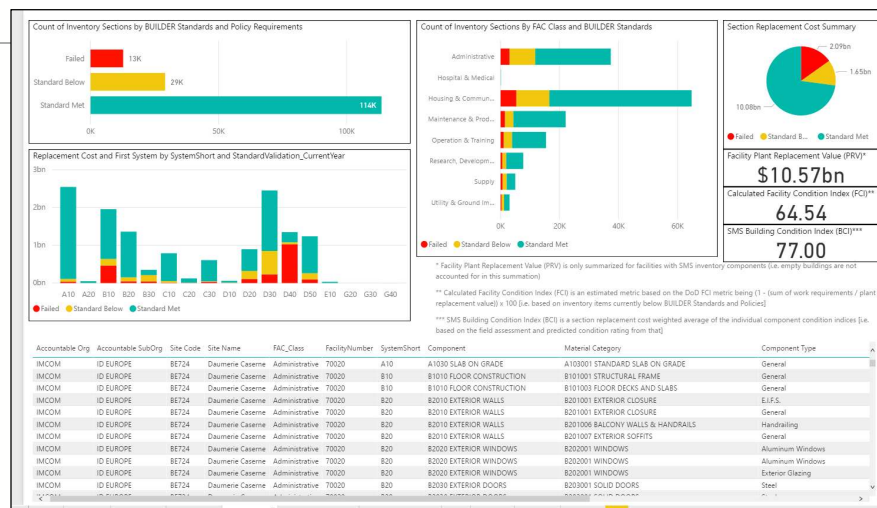 Count of Inventory Sections by BUILDER Standards and Policy Requirements
Failed
13K
Standard Below
29K
Standard Met
114K
0K
50K
100K
Count of Inventory Sections By FAC Class and BUILDER Standards
Administrative
Hospital & Medical
Housing & Commun...
Maintenance & Prod...
Operation & Training
Research, Developm...
Supply
Utility & Ground Im...
0K
20K
40K
60K
Failed
Standard Below
Standard Met
Section Replacement Cost Summary
2.09bn
1.65bn
10.08bn
Failed
Standard B...
Standard Met
Replacement Cost and First System by SystemShort and StandardValidation_CurrentYear
3bn
2bn
1bn
0bn
A10 A20 B10 B20 B30 C10 C20 C30 D10 D20 D30 D40 D50 E10 G20 G30 G40
Failed
Standard Below
Standard Met
Facility Plant Replacement Value (PRV)*
$10.57bn
Calculated Facility Condition Index (FCI)**
64.54
SMS Building Condition Index (BCI)***
77.00
* Facility Plant Replacement Value (PRV) is only summarized for facilities with SMS inventory components (i.e. empty buildings are not
accounted for in this summation)
** Calculated Facility Condition Index (FCI) is an estimated metric based on the DoD FCI metric being (1 - (sum of work requirements / plant
replacement value)) x 100 [i.e. based on inventory items currently below BUILDER Standards and Policies]
*** SMS Building Condition Index (BCI) is a section replacement cost weighted average of the individual component condition indices [i.e.
based on the field assessment and predicted condition rating from that]
Accountable Org Accountable SubOrg Site Code Site Name FAC_Class FacilityNumber SystemShort Component Material Category Component Type
IMCOM ID EUROPE BE724 Daumerie Caserne Administrative 70020 A10 A1030 SLAB ON GRADE A103001 STANDARD SLAB ON GRADE General
IMCOM ID EUROPE BE724 Daumerie Caserne Administrative 70020 B10 B1010 FLOOR CONSTRUCTION B101001 STRUCTURAL FRAME General
IMCOM ID EUROPE BE724 Daumerie Caserne Administrative 70020 B10 B1010 FLOOR CONSTRUCTION B101003 FLOOR DECKS AND SLABS General
IMCOM ID EUROPE BE724 Daumerie Caserne Administrative 70020 B20 B2010 EXTERIOR WALLS B201001 EXTERIOR CLOSURE E.I.F.S.
IMCOM ID EUROPE BE724 Daumerie Caserne Administrative 70020 B20 B2010 EXTERIOR WALLS B201001 EXTERIOR CLOSURE General
IMCOM ID EUROPE BE724 Daumerie Caserne Administrative 70020 B20 B2010 EXTERIOR WALLS B201006 BALCONY WALLS & HANDRAILS Handrailing
IMCOM ID EUROPE BE724 Daumerie Caserne Administrative 70020 B20 B2010 EXTERIOR WALLS B201007 EXTERIOR SOFFITS General
IMCOM ID EUROPE BE724 Daumerie Caserne Administrative 70020 B20 B2020 EXTERIOR WINDOWS B202001 WINDOWS Aluminum Windows
IMCOM ID EUROPE BE724 Daumerie Caserne Administrative 70020 B20 B2020 EXTERIOR WINDOWS B202001 WINDOWS Aluminum Windows
IMCOM ID EUROPE BE724 Daumerie Caserne Administrative 70020 B20 B2020 EXTERIOR WINDOWS B202001 WINDOWS Exterior Glazing
IMCOM ID EUROPE BE724 Daumerie Caserne Administrative 70020 B20 B2030 EXTERIOR DOORS B203001 SOLID DOORS Steel